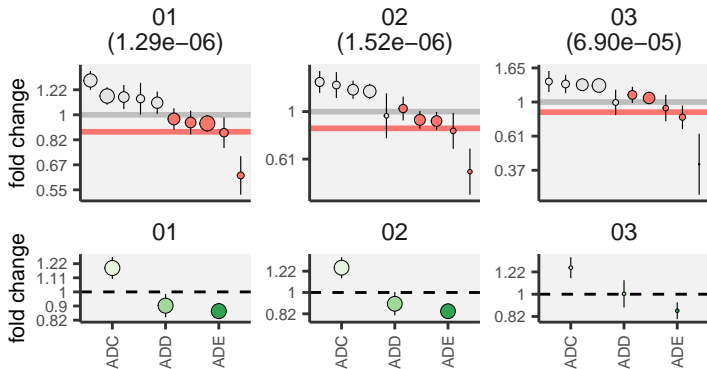 01
(1.29e−06)
02
(1.52e−06)
03
(6.90e−05)
fold change
1.22
1
0.82
0.67
0.55
1
0.61
1.65
1
0.61
0.37
01
02
03
fold change
1.22
1.11
1
0.9
0.82
1.22
1
0.82
1.22
1
0.82
ADC
ADD
ADE
ADC
ADD
ADE
ADC
ADD
ADE